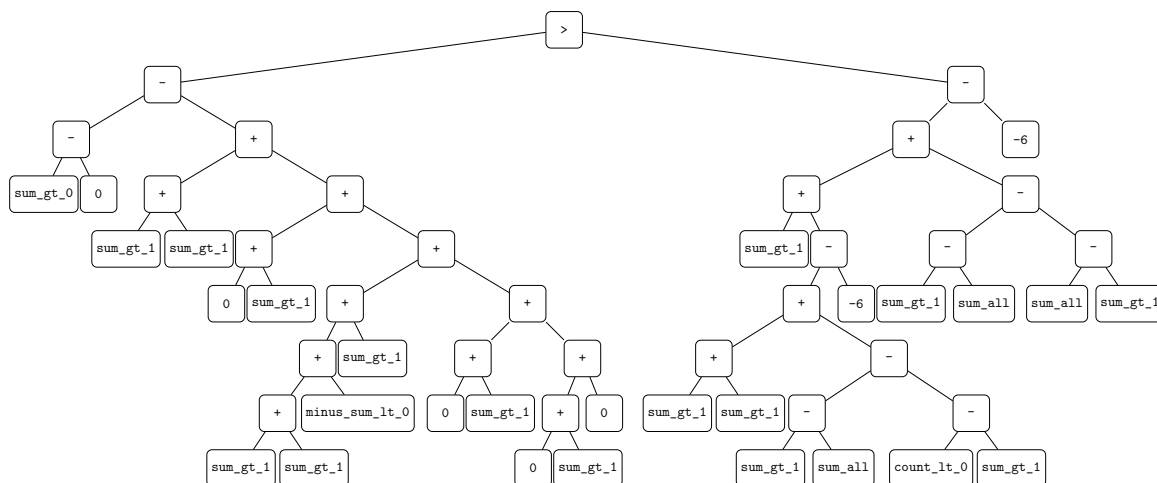 >
- -
- + + -6
sum_gt_0 0 + + + -
sum_gt_1 sum_gt_1 + + sum_gt_1 - - -
0 sum_gt_1 + + + -6 sum_gt_1 sum_all sum_all sum_gt_1
+ sum_gt_1 + + + -
+ minus_sum_lt_0 0 sum_gt_1 + 0 sum_gt_1 sum_gt_1 - -
sum_gt_1 sum_gt_1 0 sum_gt_1 sum_gt_1 sum_all count_lt_0 sum_gt_1